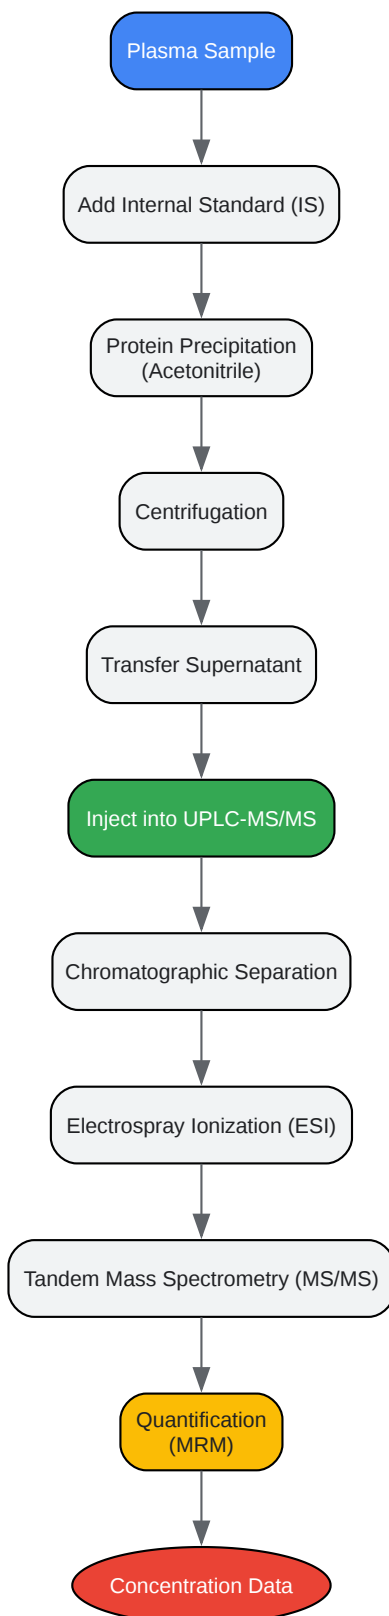 Plasma Sample
Add Internal Standard (IS)
Protein Precipitation
(Acetonitrile)
Centrifugation
Transfer Supernatant
Inject into UPLC-MS/MS
Chromatographic Separation
Electrospray Ionization (ESI)
Tandem Mass Spectrometry (MS/MS)
Quantification
(MRM)
Concentration Data